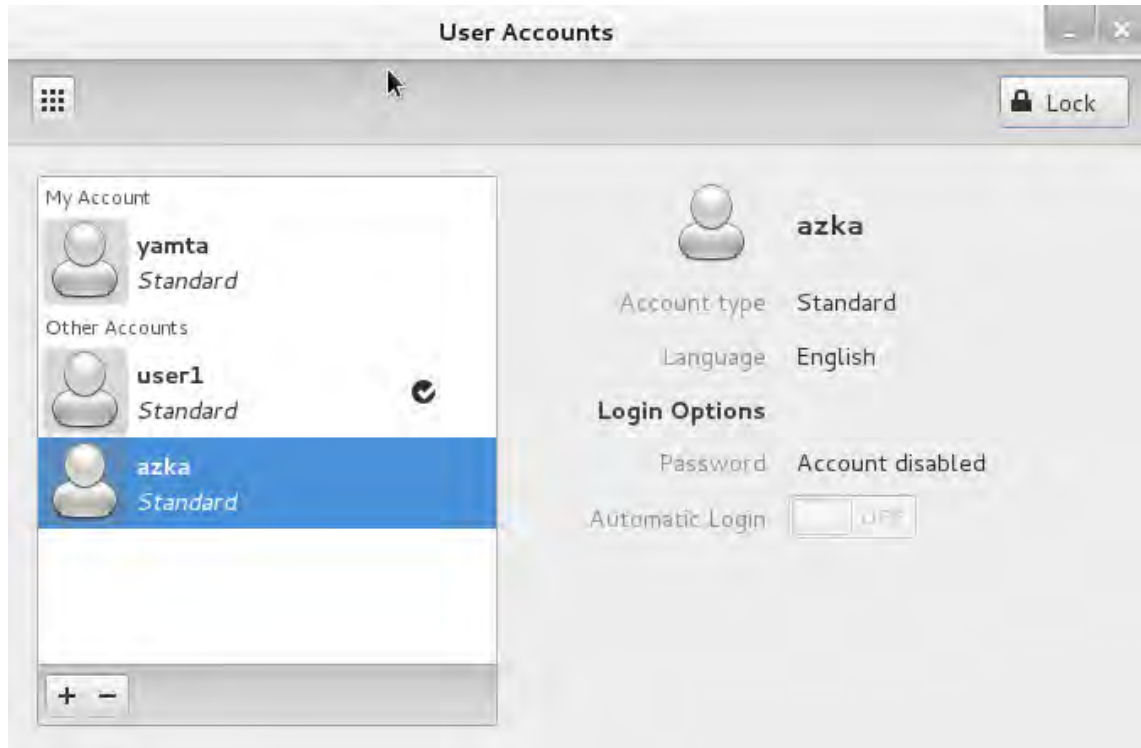 User Accounts
Lock
My Account
yamta
Standard
Other Accounts
user1
Standard
azka
Standard
azka
Account type Standard
Language English
Login Options
Password Account disabled
Automatic Login OFF